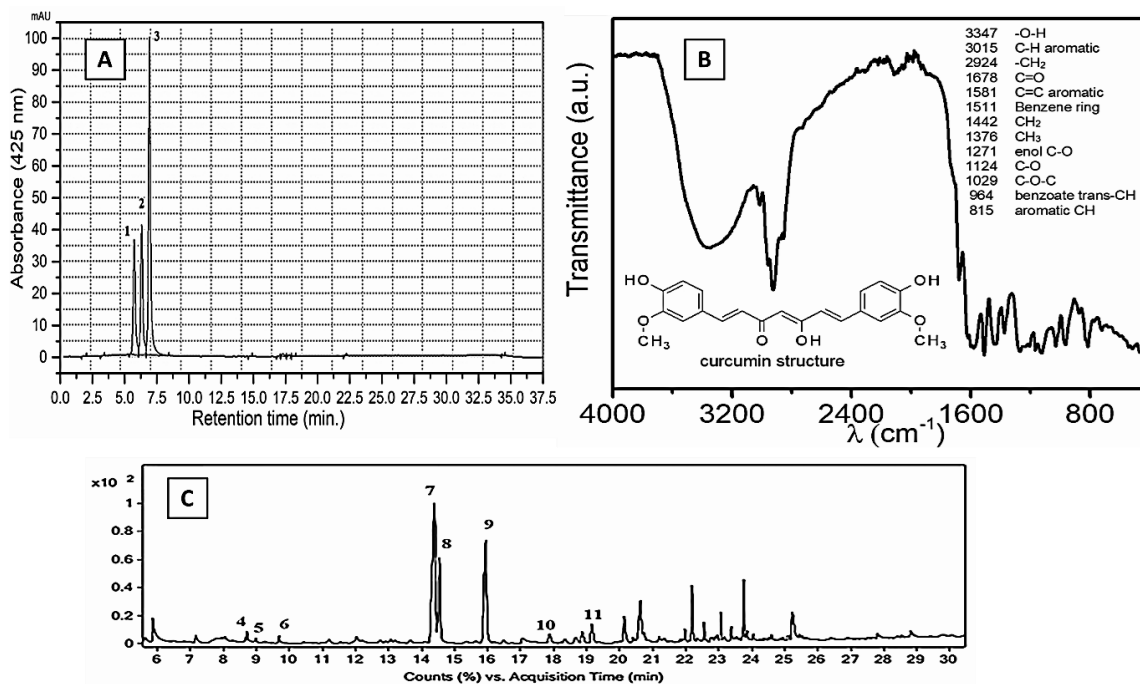 mAU
A
100
90
80
70
60
50
40
30
20
10
0
1
2
3
Absorbance (425 nm)
0.0 2.5 5.0 7.5 10.0 12.5 15.0 17.5 20.0 22.5 25.0 27.5 30.0 32.5 35.0 37.5
Retention time (min.)
B
Transmittance (a.u.)
3347 -O-H
3015 C-H aromatic
2924 -CH2
1678 C=O
1581 C=C aromatic
1511 Benzene ring
1442 CH2
1376 CH3
1271 enol C-O
1124 C-O
1029 C-O-C
964 benzoate trans-CH
815 aromatic CH
HO
OH
O
O
CH3
O
OH
CH3
curcumin structure
4000 3200 2400 1600 800
λ (cm-1)
x10 2
C
1
0.8
0.6
0.4
0.2
0
4
5
6
7
8
9
10
11
6 7 8 9 10 11 12 13 14 15 16 17 18 19 20 21 22 23 24 25 26 27 28 29 30
Counts (%) vs. Acquisition Time (min)